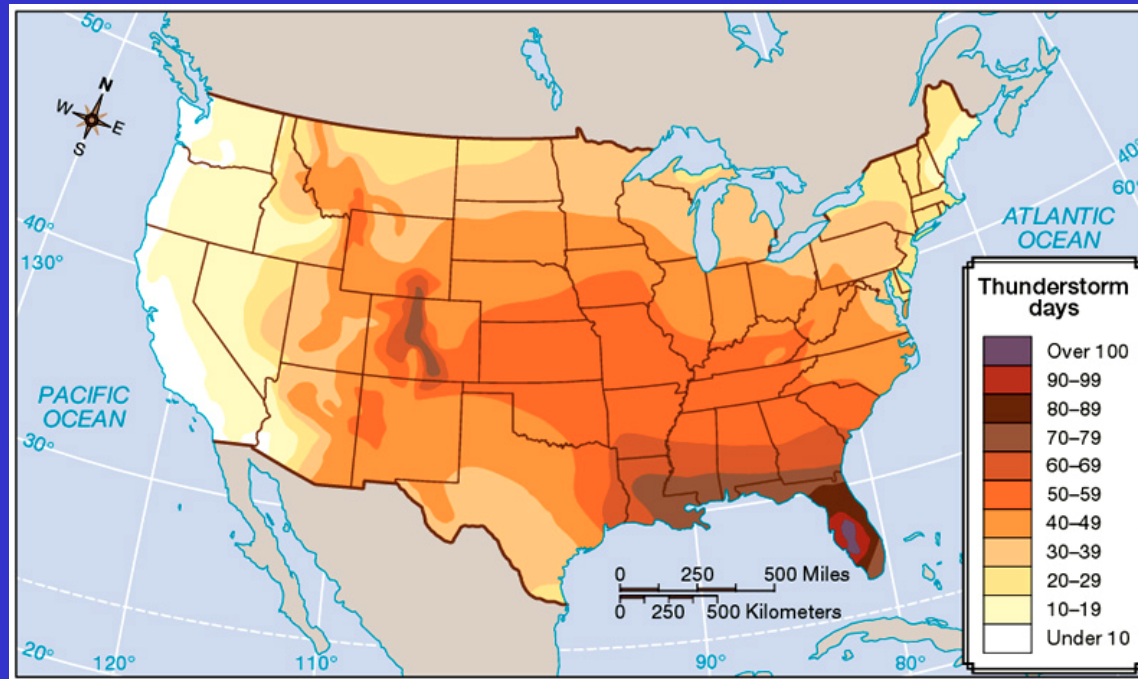 50°
N
W
E
S
40°
130°
PACIFIC
OCEAN
30°
20°
120°
110°
90°
80°
40°
60°
ATLANTIC
OCEAN
0 250 500 Miles
0 250 500 Kilometers
Thunderstorm
days
Over 100
90–99
80–89
70–79
60–69
50–59
40–49
30–39
20–29
10–19
Under 10